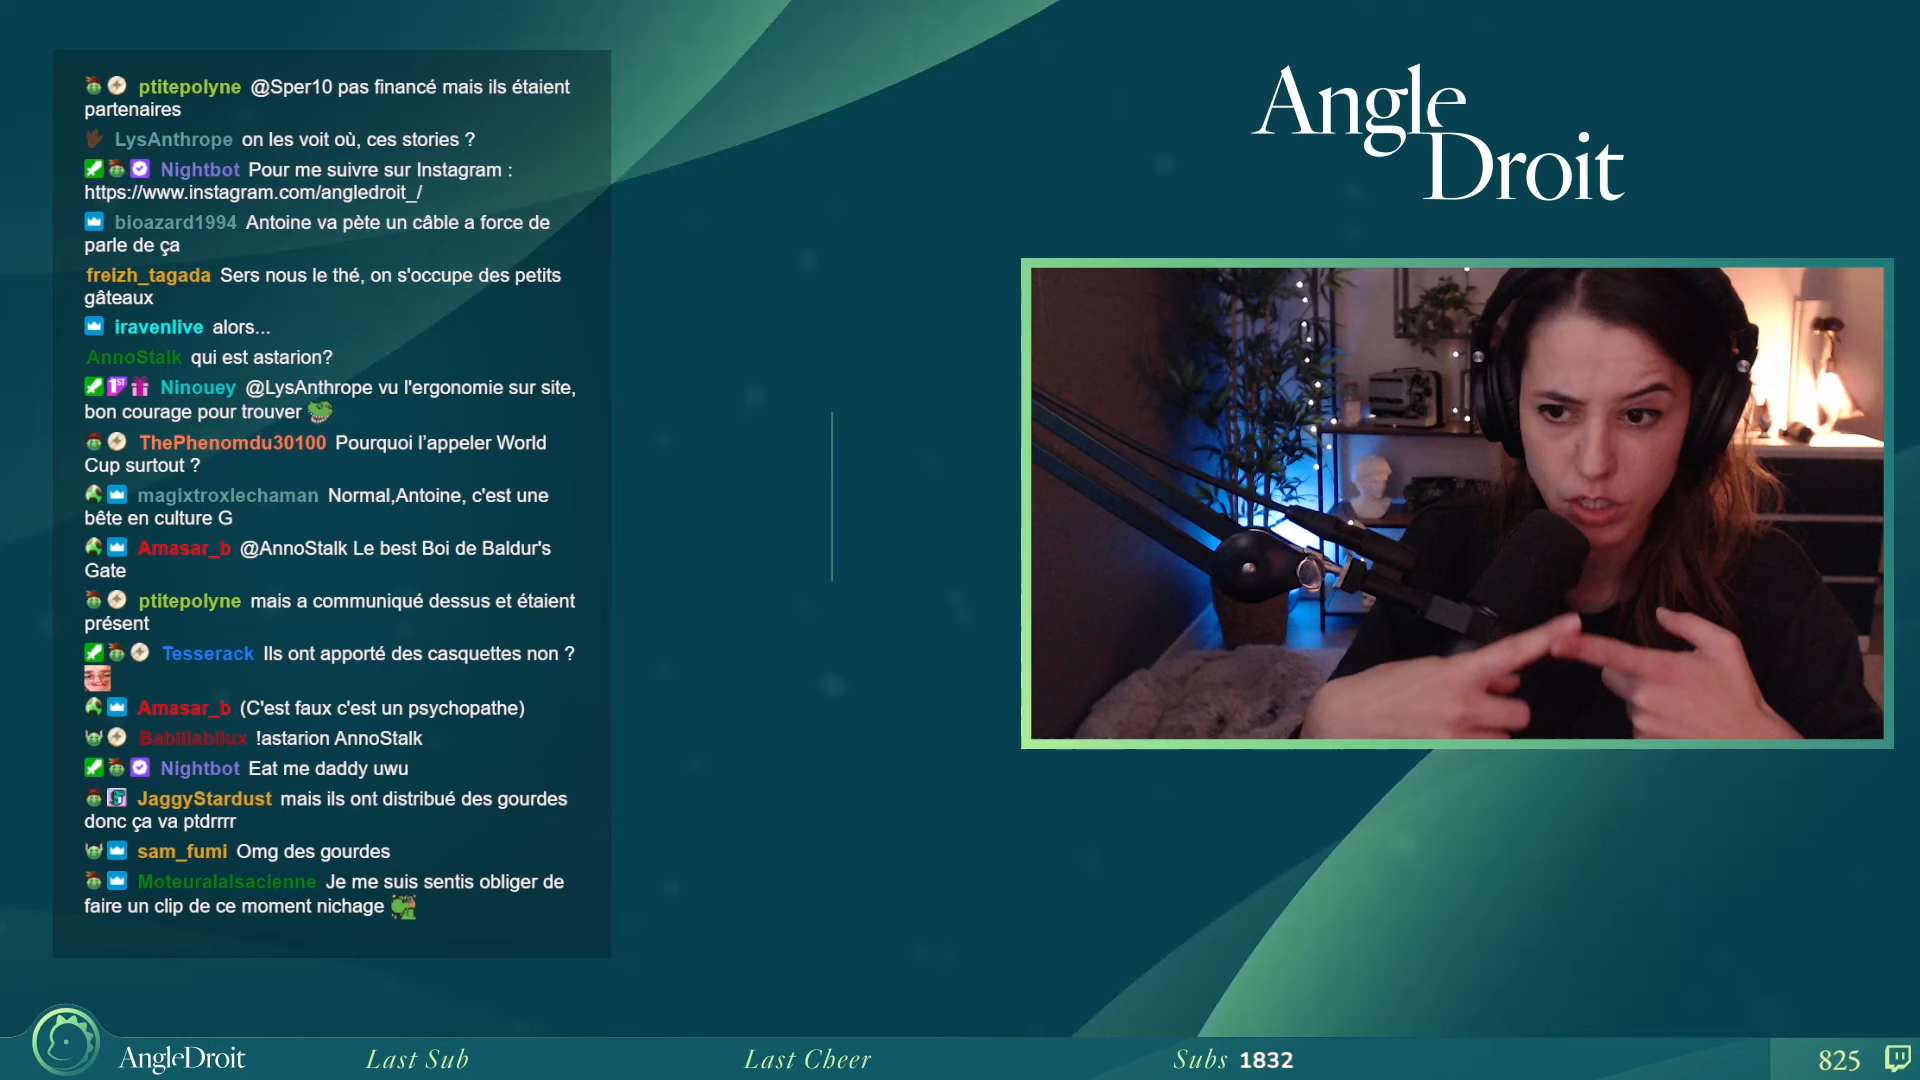 ptitepolyne @Sper10 pas financé mais ils étaient
partenaires
LysAnthrope on les voit où, ces stories ?
Nightbot Pour me suivre sur Instagram :
https://www.instagram.com/angledroit_/
bioazard1994 Antoine va pète un câble a force de
parle de ça
freizh_tagada Sers nous le thé, on s'occupe des petits
gâteaux
iravenlive alors...
AnnoStalk qui est astarion?
1ST Ninouey @LysAnthrope vu l'ergonomie sur site,
bon courage pour trouver
ThePhenomdu30100 Pourquoi l'appeler World
Cup surtout ?
magixtroxlechaman Normal,Antoine, c'est une
bête en culture G
Amasar_b @AnnoStalk Le best Boi de Baldur's
Gate
ptitepolyne mais a communiqué dessus et étaient
présent
Tesserack Ils ont apporté des casquettes non ?
Amasar_b (C'est faux c'est un psychopathe)
Babillabilux !astarion AnnoStalk
Nightbot Eat me daddy uwu
JaggyStardust mais ils ont distribué des gourdes
donc ça va ptdrrrr
sam_fumi Omg des gourdes
Moteuralalsacienne Je me suis sentis obliger de
faire un clip de ce moment nichage
Angle
Droit
AngleDroit
Last Sub
Last Cheer
Subs 1832
825